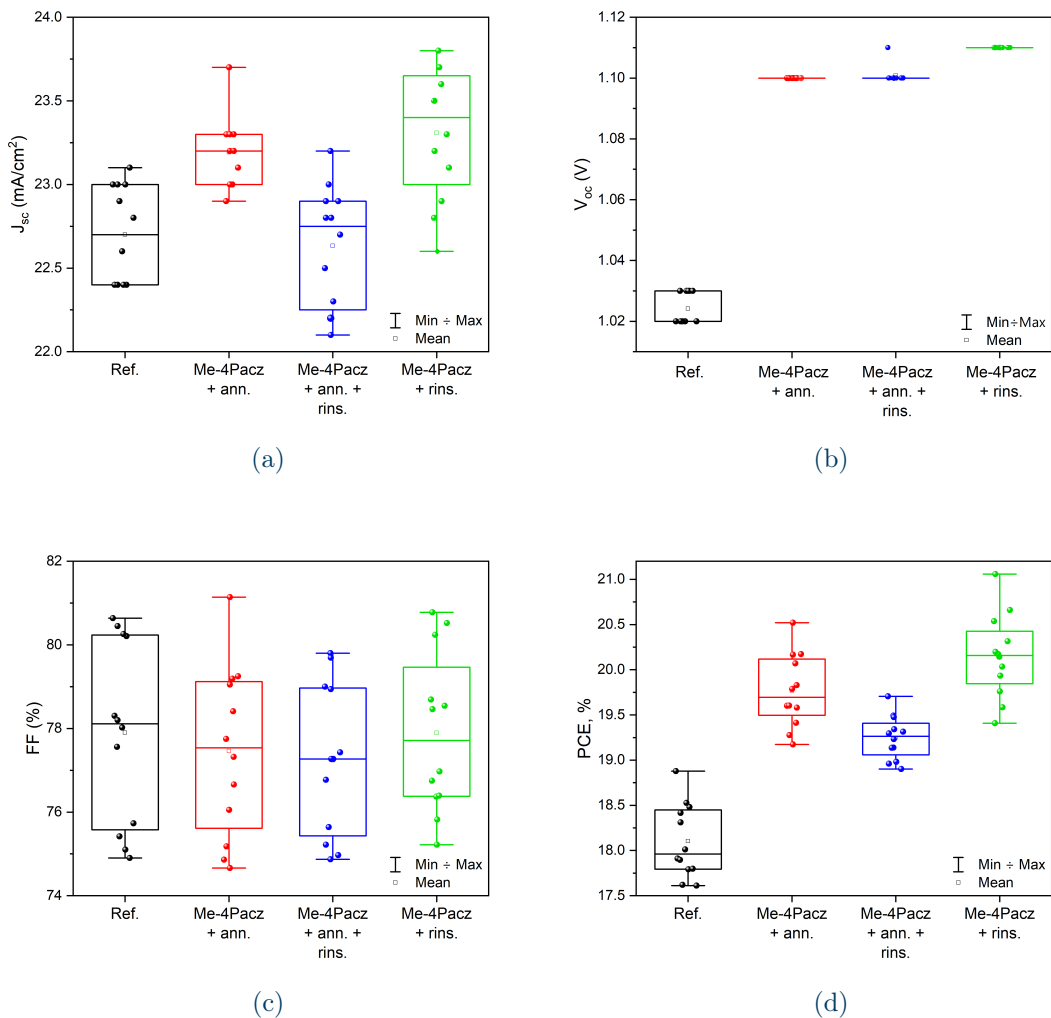 24.0
23.5
23.0
22.5
22.0
J_sc (mA/cm²)
Min ÷ Max
Mean
Ref.
Me-4Pacz
+ ann.
Me-4Pacz
+ ann. +
rins.
Me-4Pacz
+ rins.
(a)
1.12
1.10
1.08
1.06
1.04
1.02
V_oc (V)
Min÷Max
Mean
Ref.
Me-4Pacz
+ ann.
Me-4Pacz
+ ann. +
rins.
Me-4Pacz
+ rins.
(b)
82
80
78
76
74
FF (%)
Min ÷ Max
Mean
Ref.
Me-4Pacz
+ ann.
Me-4Pacz
+ ann. +
rins.
Me-4Pacz
+ rins.
(c)
21.0
20.5
20.0
19.5
19.0
18.5
18.0
17.5
PCE, %
Min ÷ Max
Mean
Ref.
Me-4Pacz
+ ann.
Me-4Pacz
+ ann. +
rins.
Me-4Pacz
+ rins.
(d)